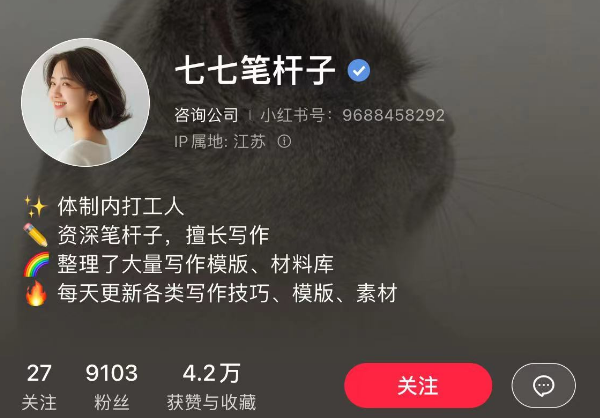 七七笔杆子
咨询公司 | 小红书号：9688458292
IP属地：江苏
✨ 体制内打工人
✏️ 资深笔杆子，擅长写作
🌈 整理了大量写作模版、材料库
🔥 每天更新各类写作技巧、模版、素材
27 9103 4.2万
关注 粉丝 获赞与收藏
关注